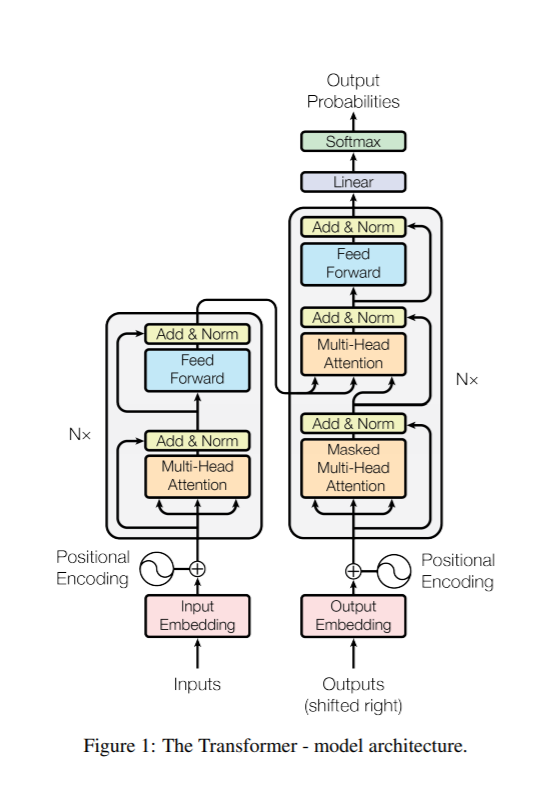 Output
Probabilities
Softmax
Linear
Add & Norm
Feed
Forward
Add & Norm
Multi-Head
Attention
Add & Norm
Masked
Multi-Head
Attention
Nx
Add & Norm
Feed
Forward
Add & Norm
Multi-Head
Attention
Nx
Positional
Encoding
Positional
Encoding
Input
Embedding
Output
Embedding
Inputs
Outputs
(shifted right)
Figure 1: The Transformer - model architecture.